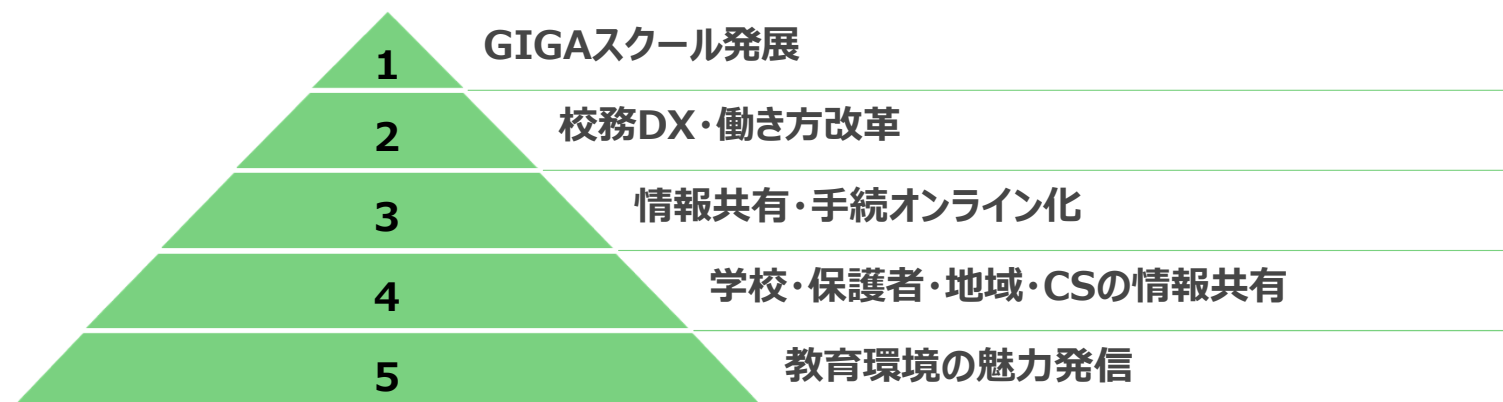 1
GIGAスクール発展
2
校務DX・働き方改革
3
情報共有・手続オンライン化
4
学校・保護者・地域・CSの情報共有
5
教育環境の魅力発信